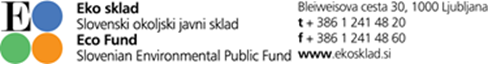 E
Eko sklad
Slovenski okoljski javni sklad
Eco Fund
Slovenian Environmental Public Fund
Bleiweisova cesta 30, 1000 Ljubljana
t + 386 1 241 48 20
f + 386 1 241 48 60
www.ekosklad.si